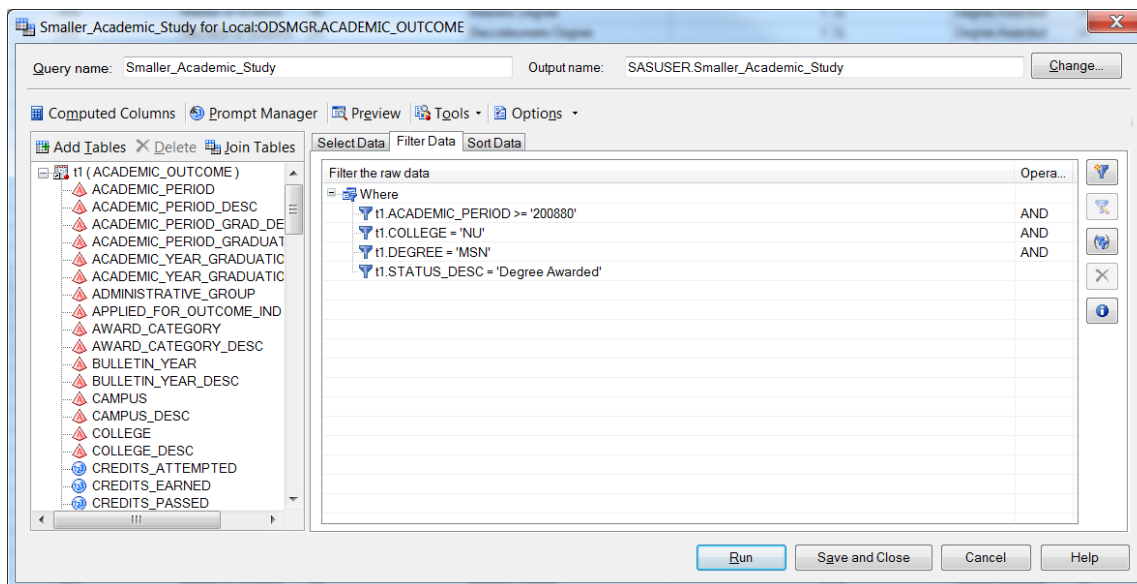 Smaller_Academic_Study for Local:ODSMGR.ACADEMIC_OUTCOME
Query name: Smaller_Academic_Study Output name: SASUSER.Smaller_Academic_Study Change...
Computed Columns Prompt Manager Preview Tools Options
Add Tables Delete Join Tables
Select Data Filter Data Sort Data
t1 (ACADEMIC_OUTCOME)
ACADEMIC_PERIOD
ACADEMIC_PERIOD_DESC
ACADEMIC_PERIOD_GRAD_DE
ACADEMIC_PERIOD_GRADUAT
ACADEMIC_YEAR_GRADUATIC
ACADEMIC_YEAR_GRADUATIC
ADMINISTRATIVE_GROUP
APPLIED_FOR_OUTCOME_IND
AWARD_CATEGORY
AWARD_CATEGORY_DESC
BULLETIN_YEAR
BULLETIN_YEAR_DESC
CAMPUS
CAMPUS_DESC
COLLEGE
COLLEGE_DESC
CREDITS_ATTEMPTED
CREDITS_EARNED
CREDITS_PASSED
Filter the raw data Opera...
Where
t1.ACADEMIC_PERIOD >= '200880' AND
t1.COLLEGE = 'NU' AND
t1.DEGREE = 'MSN' AND
t1.STATUS_DESC = 'Degree Awarded'
Run Save and Close Cancel Help